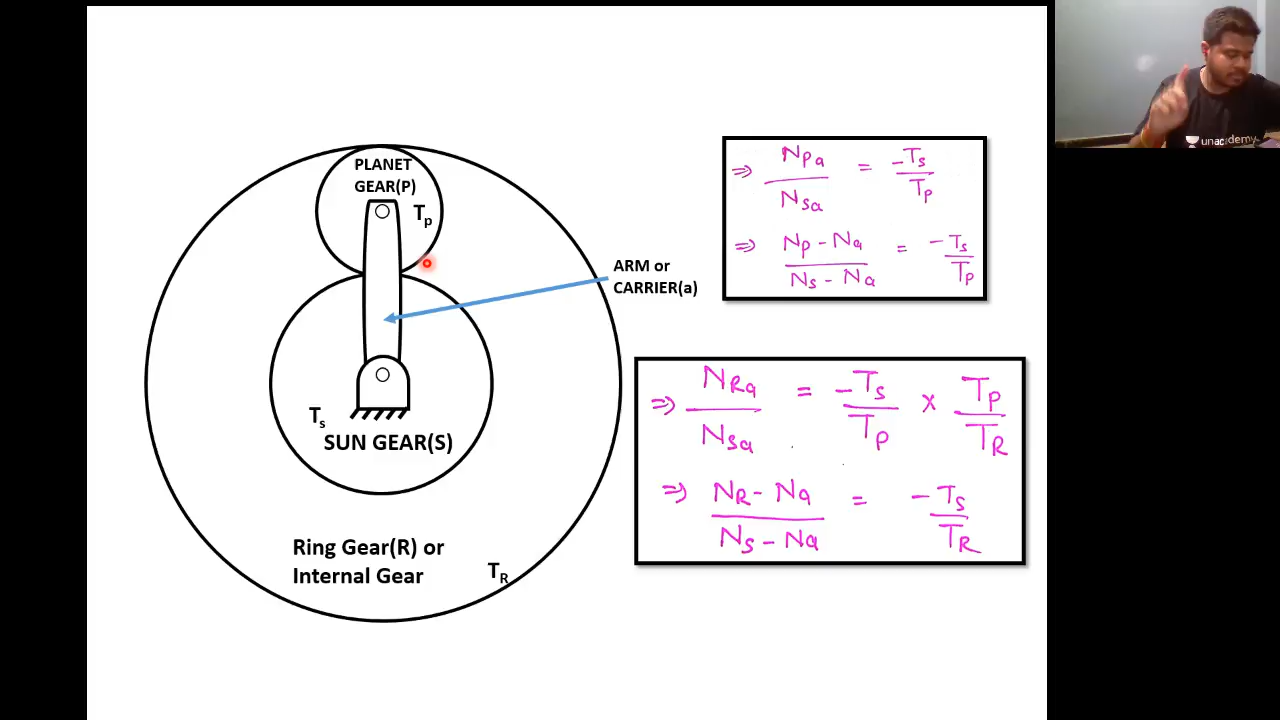 PLANET
GEAR(P)
Tp
ARM or
CARRIER(a)
Ts
SUN GEAR(S)
Ring Gear(R) or
Internal Gear
TR
⇒ NPa / NSa = -Ts / TP
⇒ NP - Na / NS - Na = -Ts / TP
⇒ NRa / NSa = -Ts / TP × TP / TR
⇒ NR - Na / NS - Na = -Ts / TR
unacademy